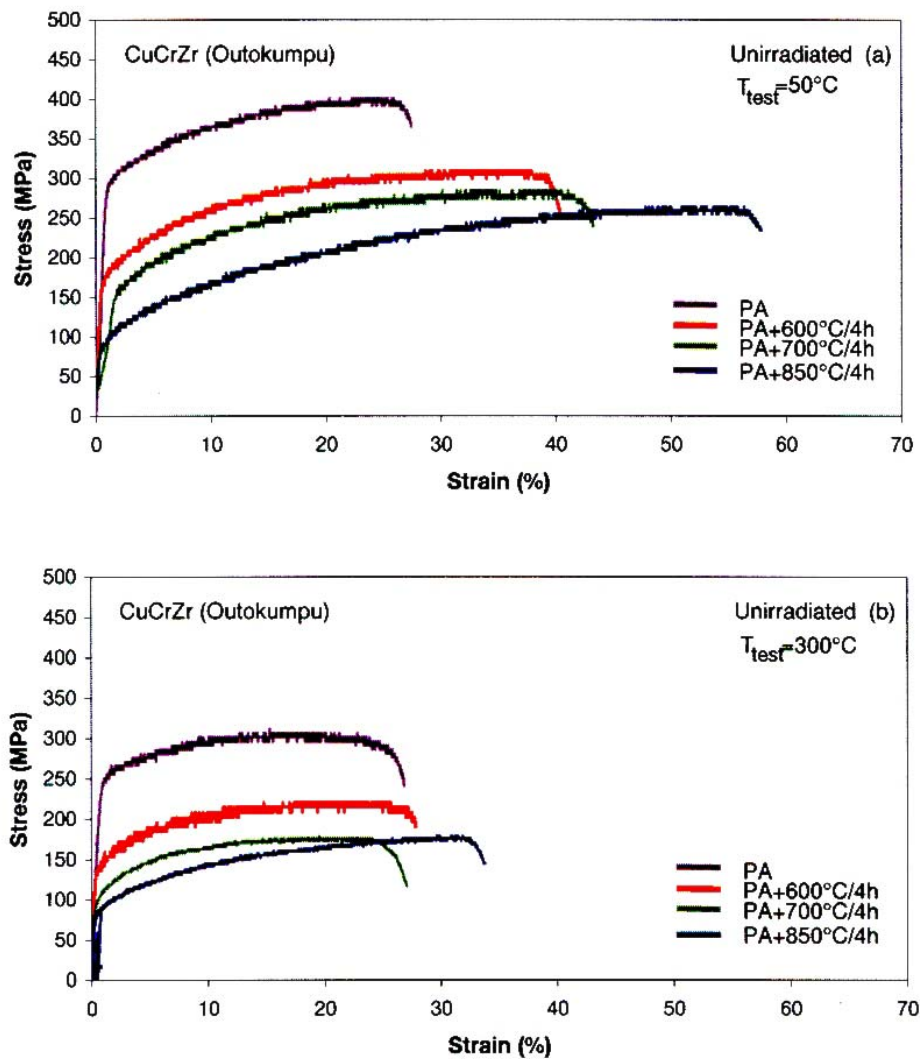 500
450
400
350
300
250
200
150
100
50
0
Stress (MPa)
CuCrZr (Outokumpu)
Unirradiated (a)
Ttest=50°C
PA
PA+600°C/4h
PA+700°C/4h
PA+850°C/4h
0 10 20 30 40 50 60 70
Strain (%)
500
450
400
350
300
250
200
150
100
50
0
Stress (MPa)
CuCrZr (Outokumpu)
Unirradiated (b)
Ttest=300°C
PA
PA+600°C/4h
PA+700°C/4h
PA+850°C/4h
0 10 20 30 40 50 60 70
Strain (%)